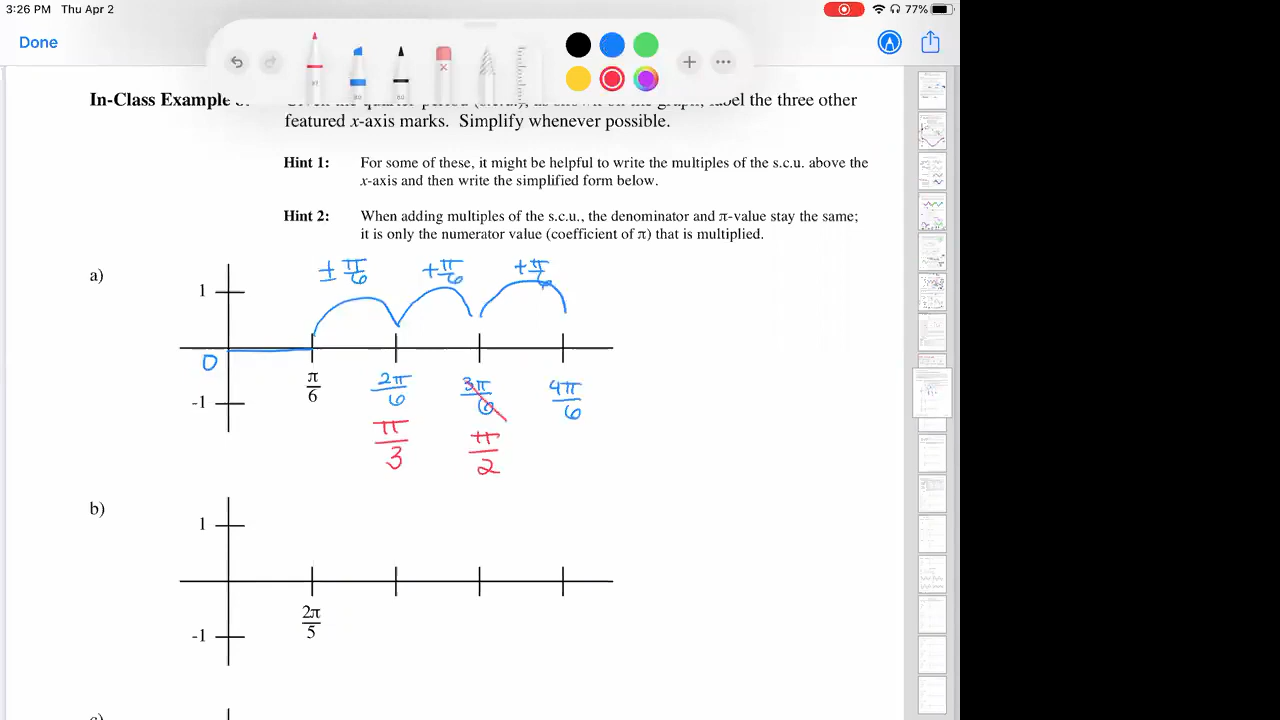 3:26 PM Thu Apr 2
77%
Done
In-Class Example
label the three other
featured x-axis marks. Simplify whenever possible.
Hint 1: For some of these, it might be helpful to write the multiples of the s.c.u. above the
x-axis and then write the simplified form below.
Hint 2: When adding multiples of the s.c.u., the denominator and π-value stay the same;
it is only the numerator value (coefficient of π) that is multiplied.
a)
± π/6 + π/6 + π/6
1
0
π/6 2π/6 3π/6 4π/6
-1
π/3 π/2
b)
1
2π/5
-1